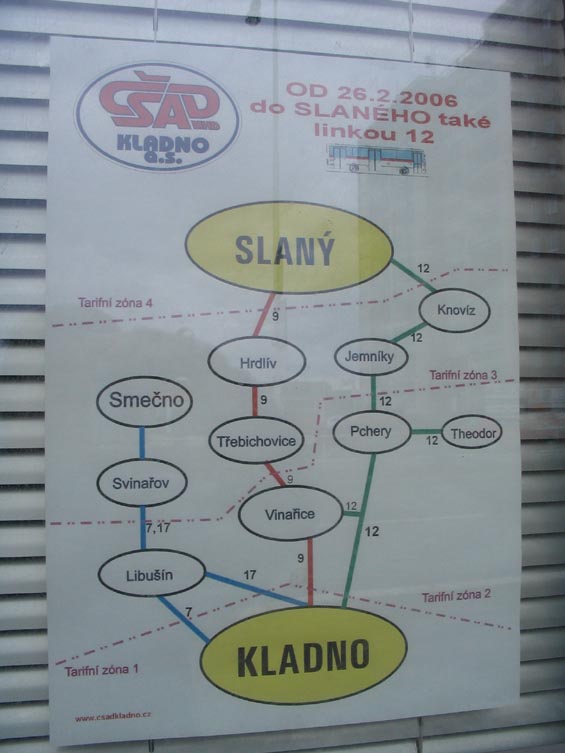 ČSAD
KLADNO
a.s.
OD 26.2.2006
do SLANÉHO také
linkou 12
SLANÝ
12
Tarifní zóna 4
9
Knovíz
12
Hrdlív
Jemníky
Tarifní zóna 3
Smečno
9
12
Třebichovice
Pchery
12
Theodor
9
Svinařov
12
Vinařice
7,17
12
9
Libušín
17
7
Tarifní zóna 2
KLADNO
Tarifní zóna 1
www.csadkladno.cz